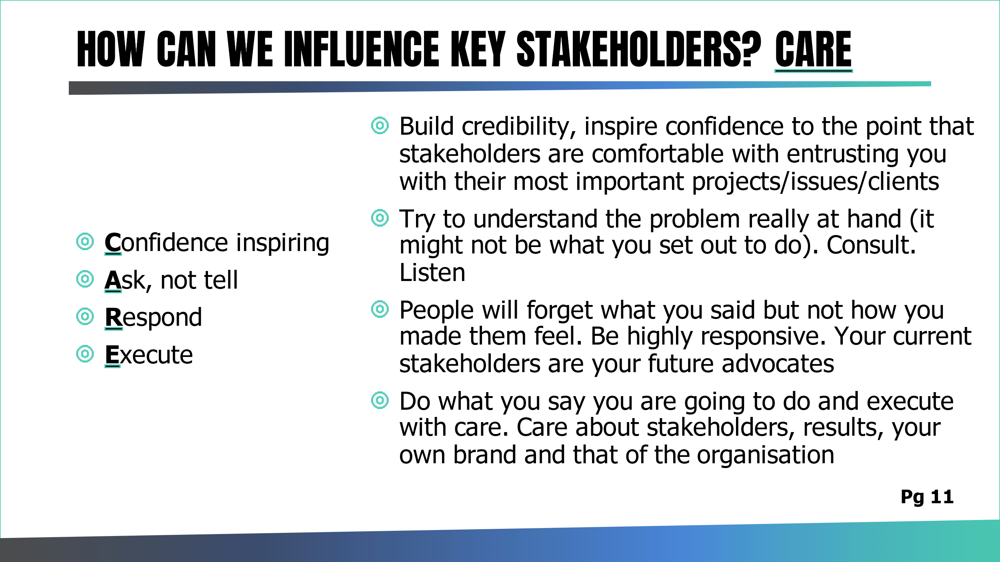 HOW CAN WE INFLUENCE KEY STAKEHOLDERS? CARE
Confidence inspiring
Ask, not tell
Respond
Execute
Build credibility, inspire confidence to the point that
stakeholders are comfortable with entrusting you
with their most important projects/issues/clients
Try to understand the problem really at hand (it
might not be what you set out to do). Consult.
Listen
People will forget what you said but not how you
made them feel. Be highly responsive. Your current
stakeholders are your future advocates
Do what you say you are going to do and execute
with care. Care about stakeholders, results, your
own brand and that of the organisation
Pg 11